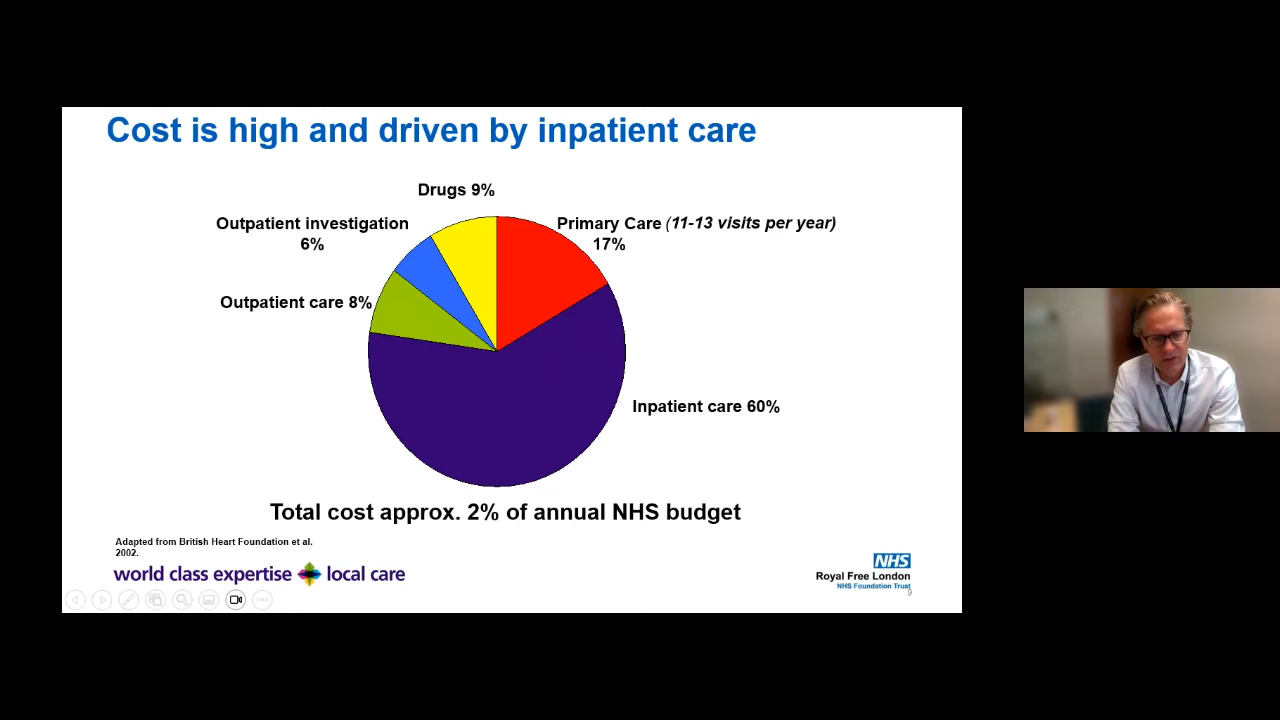 Cost is high and driven by inpatient care
Drugs 9%
Outpatient investigation
6%
Primary Care (11-13 visits per year)
17%
Outpatient care 8%
Inpatient care 60%
Total cost approx. 2% of annual NHS budget
Adapted from British Heart Foundation et al.
2002.
world class expertise local care
NHS
Royal Free London
NHS Foundation Trust
9